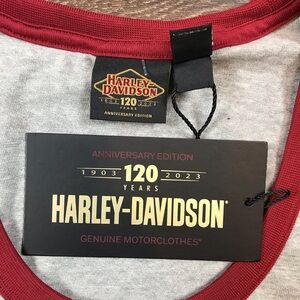 HARLEY-
DAVIDSON
1903 120 2023
YEARS
ANNIVERSARY EDITION
ANNIVERSARY EDITION
1903 120 2023
YEARS
HARLEY-DAVIDSON®
GENUINE MOTORCLOTHES®